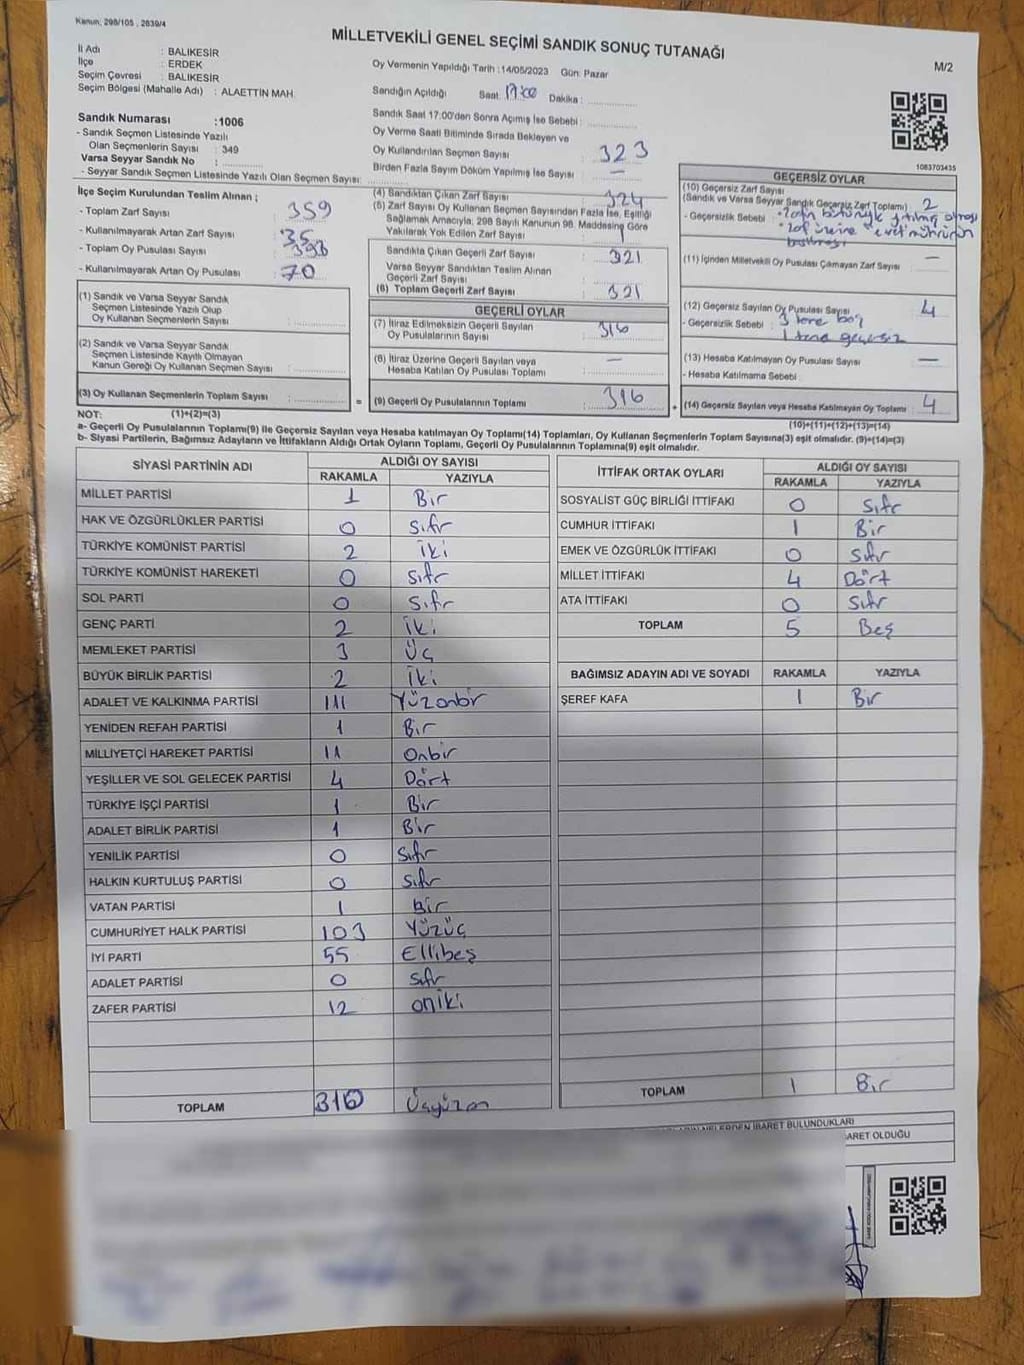 Kanun, 298/105 , 2839/4
MİLLETVEKİLİ GENEL SEÇİMİ SANDIK SONUÇ TUTANAĞI
M/2
İl Adı : BALIKESİR
İlçe : ERDEK
Seçim Çevresi : BALIKESİR
Seçim Bölgesi (Mahalle Adı) : ALAETTİN MAH.
Oy Vermenin Yapıldığı Tarih :14/05/2023 Gün: Pazar
Sandığın Açıldığı Saat: 17:00 Dakika :
Sandık Saat 17:00'den Sonra Açımış İse Sebebi :
Oy Verme Saati Bitiminde Sırada Bekleyen ve
Oy Kullandırılan Seçmen Sayısı : 323
Birden Fazla Sayım Döküm Yapılmış İse Sayısı : —
Sandık Numarası :1006
- Sandık Seçmen Listesinde Yazılı
Olan Seçmenlerin Sayısı : 349
Varsa Seyyar Sandık No :
- Seyyar Seçmen Listesinde Yazılı Olan Seçmen Sayısı:
1083703435
İlçe Seçim Kurulundan Teslim Alınan ;
- Toplam Zarf Sayısı : 359
- Kullanılmayarak Artan Zarf Sayısı : 35
- Toplam Oy Pusulası Sayısı : 393
- Kullanılmayarak Artan Oy Pusulası : 70
(4) Sandıktan Çıkan Zarf Sayısı : 324
(5) Zarf Sayısı Oy Kullanan Seçmen Sayısından Fazla İse, Eşitliği
Sağlamak Amacıyla, 298 Sayılı Kanunun 98. Maddesine Göre
Yakılarak Yok Edilen Zarf Sayısı : 1
Sandıkta Çıkan Geçerli Zarf Sayısı : 321
Varsa Seyyar Sandıktan Teslim Alınan
Geçerli Zarf Sayısı :
(6) Toplam Geçerli Zarf Sayısı : 321
GEÇERLİ OYLAR
(7) İtiraz Edilmeksizin Geçerli Sayılan
Oy Pusulalarının Sayısı : 316
(8) İtiraz Üzerine Geçerli Sayılan veya
Hesaba Katılan Oy Pusulası Toplamı : —
(9) Geçerli Oy Pusulalarının Toplamı : 316
GEÇERSİZ OYLAR
(10) Geçersiz Zarf Sayısı
(Sandık ve Varsa Seyyar Sandık Geçersiz Zarf Toplamı) : 2
- Geçersizlik Sebebi :
(11) İçinden Milletvekili Oy Pusulası Çıkmayan Zarf Sayısı : —
(12) Geçersiz Sayılan Oy Pusulası Sayısı : 4
- Geçersizlik Sebebi : 3 tane boş
1 tane geçersiz
(13) Hesaba Katılmayan Oy Pusulası Sayısı : —
- Hesaba Katılmama Sebebi :
(14) Geçersiz Sayılan veya Hesaba Katılmayan Oy Toplamı : 4
(10)+(11)+(12)+(13)=(14)
(1) Sandık ve Varsa Seyyar Sandık
Seçmen Listesinde Yazılı Olup
Oy Kullanan Seçmenlerin Sayısı :
(2) Sandık ve Varsa Seyyar Sandık
Seçmen Listesinde Kayıtlı Olmayan
Kanun Gereği Oy Kullanan Seçmen Sayısı :
(3) Oy Kullanan Seçmenlerin Toplam Sayısı :
NOT: (1)+(2)=(3)
a- Geçerli Oy Pusulalarının Toplamı(9) ile Geçersiz Sayılan veya Hesaba katılmayan Oy Toplamı(14) Toplamları, Oy Kullanan Seçmenlerin Toplam Sayısına(3) eşit olmalıdır. (9)+(14)=(3)
b- Siyasi Partilerin, Bağımsız Adayların ve İttifakların Aldığı Ortak Oyların Toplamı, Geçerli Oy Pusulalarının Toplamına(9) eşit olmalıdır.
SİYASİ PARTİNİN ADI ALDIĞI OY SAYISI
RAKAMLA YAZIYLA
MİLLET PARTİSİ 1 Bir
HAK VE ÖZGÜRLÜKLER PARTİSİ 0 Sıfır
TÜRKİYE KOMÜNİST PARTİSİ 2 İki
TÜRKİYE KOMÜNİST HAREKETİ 0 Sıfır
SOL PARTİ 0 Sıfır
GENÇ PARTİ 2 İki
MEMLEKET PARTİSİ 3 Üç
BÜYÜK BİRLİK PARTİSİ 2 İki
ADALET VE KALKINMA PARTİSİ 111 Yüzonbir
YENİDEN REFAH PARTİSİ 1 Bir
MİLLİYETÇİ HAREKET PARTİSİ 11 Onbir
YEŞİLLER VE SOL GELECEK PARTİSİ 4 Dört
TÜRKİYE İŞÇİ PARTİSİ 1 Bir
ADALET BİRLİK PARTİSİ 1 Bir
YENİLİK PARTİSİ 0 Sıfır
HALKIN KURTULUŞ PARTİSİ 0 Sıfır
VATAN PARTİSİ 1 Bir
CUMHURİYET HALK PARTİSİ 103 Yüzüç
İYİ PARTİ 55 Ellibeş
ADALET PARTİSİ 0 Sıfır
ZAFER PARTİSİ 12 Oniki
TOPLAM 310 Üçyüzon
İTTİFAK ORTAK OYLARI ALDIĞI OY SAYISI
RAKAMLA YAZIYLA
SOSYALİST GÜÇ BİRLİĞİ İTTİFAKI 0 Sıfır
CUMHUR İTTİFAKI 1 Bir
EMEK VE ÖZGÜRLÜK İTTİFAKI 0 Sıfır
MİLLET İTTİFAKI 4 Dört
ATA İTTİFAKI 0 Sıfır
TOPLAM 5 Beş
BAĞIMSIZ ADAYIN ADI VE SOYADI RAKAMLA YAZIYLA
ŞEREF KAFA 1 Bir
TOPLAM 1 Bir
İBARET BULUNDUKLARI
OLDUĞU